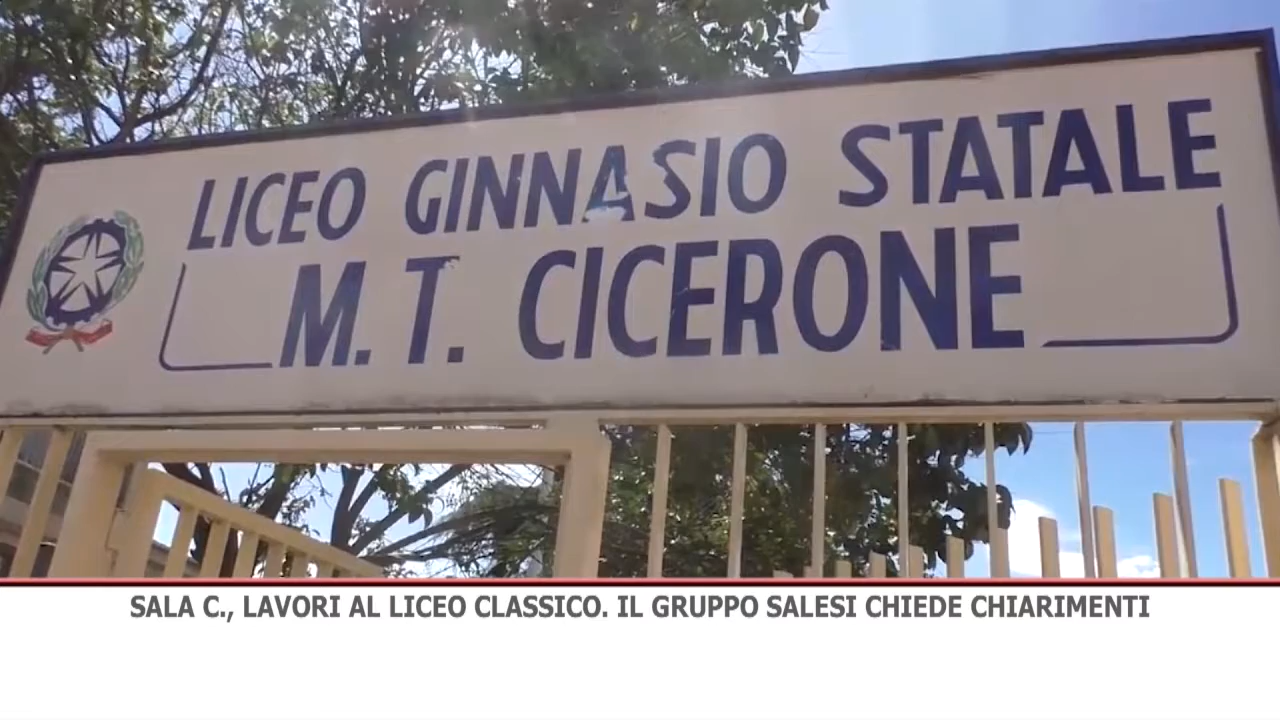 LICEO GINNASIO STATALE
M. T. CICERONE
SALA C., LAVORI AL LICEO CLASSICO. IL GRUPPO SALESI CHIEDE CHIARIMENTI